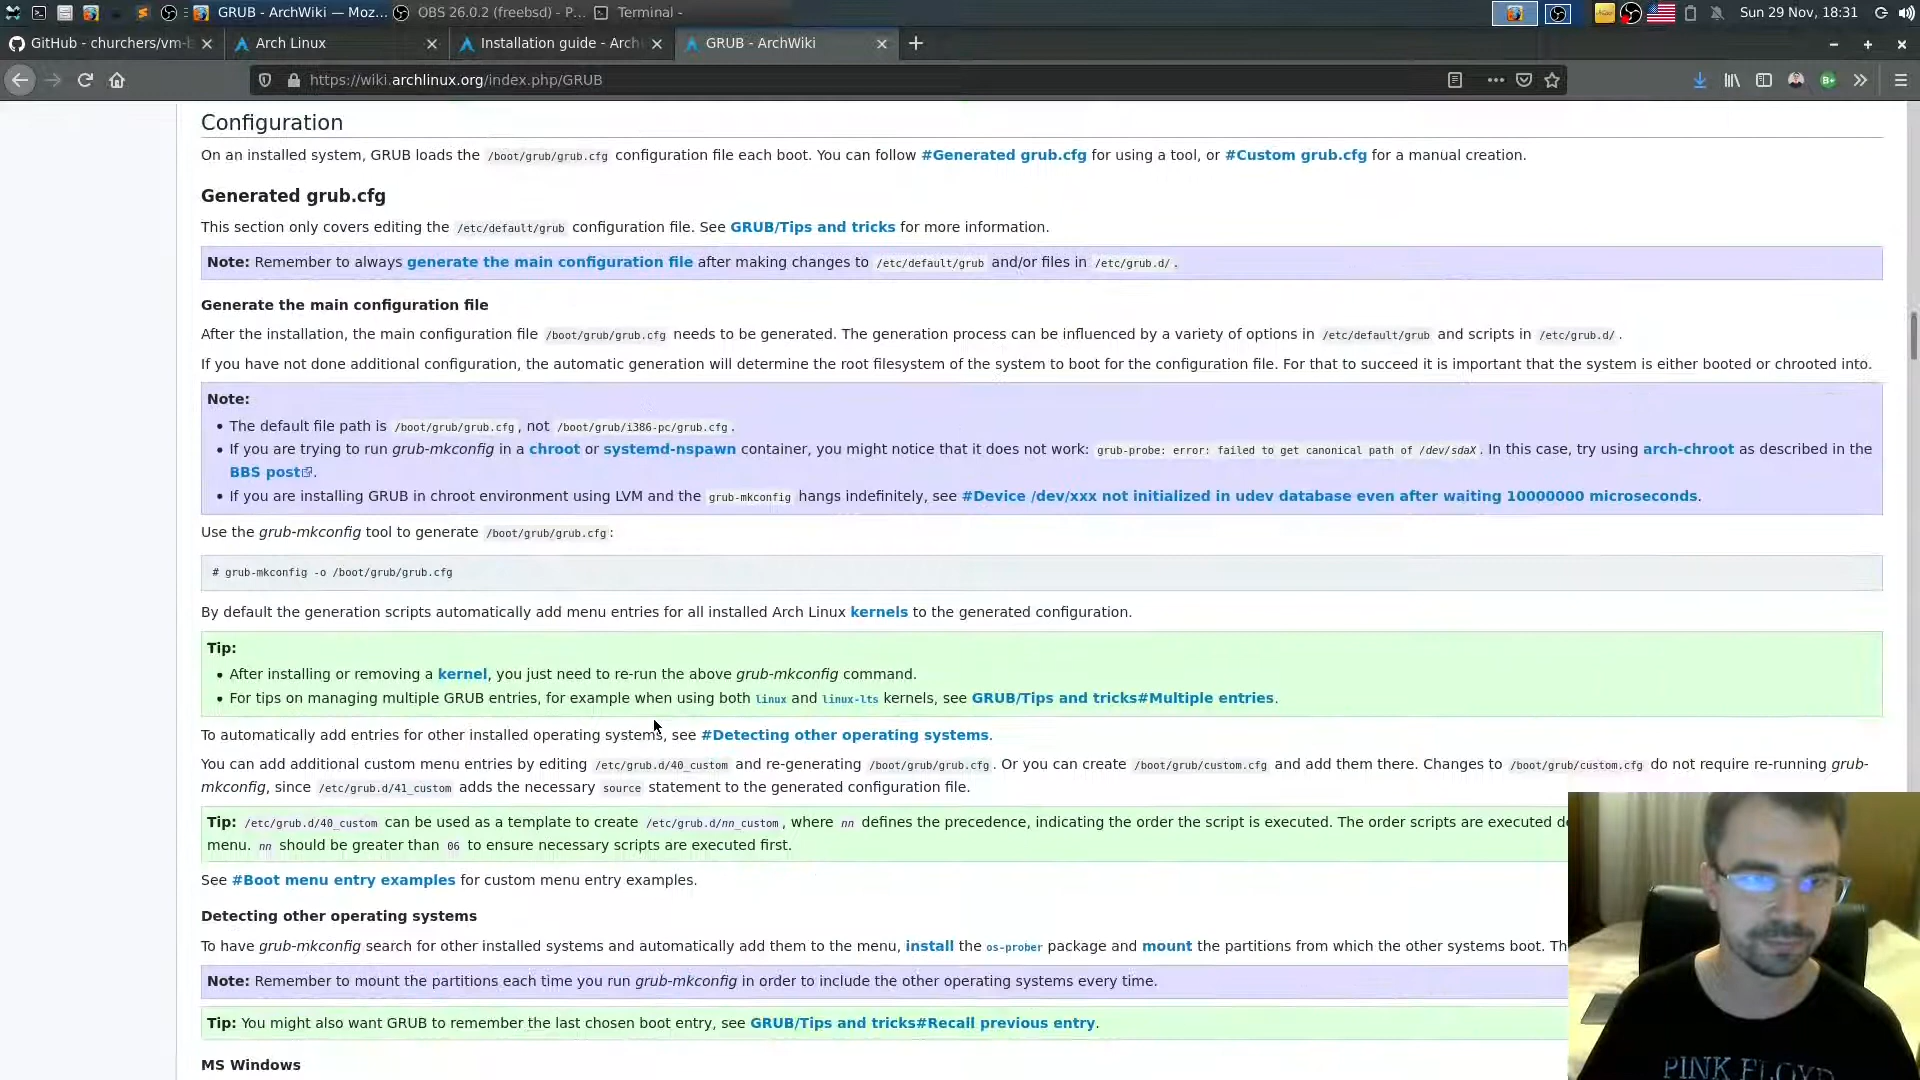 GRUB - ArchWiki — Moz... OBS 26.0.2 (freebsd) - P... Terminal - Sun 29 Nov, 18:31
GitHub - churchers/vm-b Arch Linux Installation guide - Arch GRUB - ArchWiki
https://wiki.archlinux.org/index.php/GRUB
Configuration
On an installed system, GRUB loads the /boot/grub/grub.cfg configuration file each boot. You can follow #Generated grub.cfg for using a tool, or #Custom grub.cfg for a manual creation.
Generated grub.cfg
This section only covers editing the /etc/default/grub configuration file. See GRUB/Tips and tricks for more information.
Note: Remember to always generate the main configuration file after making changes to /etc/default/grub and/or files in /etc/grub.d/.
Generate the main configuration file
After the installation, the main configuration file /boot/grub/grub.cfg needs to be generated. The generation process can be influenced by a variety of options in /etc/default/grub and scripts in /etc/grub.d/.
If you have not done additional configuration, the automatic generation will determine the root filesystem of the system to boot for the configuration file. For that to succeed it is important that the system is either booted or chrooted into.
Note:
• The default file path is /boot/grub/grub.cfg, not /boot/grub/i386-pc/grub.cfg.
• If you are trying to run grub-mkconfig in a chroot or systemd-nspawn container, you might notice that it does not work: grub-probe: error: failed to get canonical path of /dev/sdaX. In this case, try using arch-chroot as described in the
BBS post.
• If you are installing GRUB in chroot environment using LVM and the grub-mkconfig hangs indefinitely, see #Device /dev/xxx not initialized in udev database even after waiting 10000000 microseconds.
Use the grub-mkconfig tool to generate /boot/grub/grub.cfg:
# grub-mkconfig -o /boot/grub/grub.cfg
By default the generation scripts automatically add menu entries for all installed Arch Linux kernels to the generated configuration.
Tip:
• After installing or removing a kernel, you just need to re-run the above grub-mkconfig command.
• For tips on managing multiple GRUB entries, for example when using both linux and linux-lts kernels, see GRUB/Tips and tricks#Multiple entries.
To automatically add entries for other installed operating systems, see #Detecting other operating systems.
You can add additional custom menu entries by editing /etc/grub.d/40_custom and re-generating /boot/grub/grub.cfg. Or you can create /boot/grub/custom.cfg and add them there. Changes to /boot/grub/custom.cfg do not require re-running grub-
mkconfig, since /etc/grub.d/41_custom adds the necessary source statement to the generated configuration file.
Tip: /etc/grub.d/40_custom can be used as a template to create /etc/grub.d/nn_custom, where nn defines the precedence, indicating the order the script is executed. The order scripts are executed de
menu. nn should be greater than 06 to ensure necessary scripts are executed first.
See #Boot menu entry examples for custom menu entry examples.
Detecting other operating systems
To have grub-mkconfig search for other installed systems and automatically add them to the menu, install the os-prober package and mount the partitions from which the other systems boot. Th
Note: Remember to mount the partitions each time you run grub-mkconfig in order to include the other operating systems every time.
Tip: You might also want GRUB to remember the last chosen boot entry, see GRUB/Tips and tricks#Recall previous entry.
MS Windows
PINK FLOYD